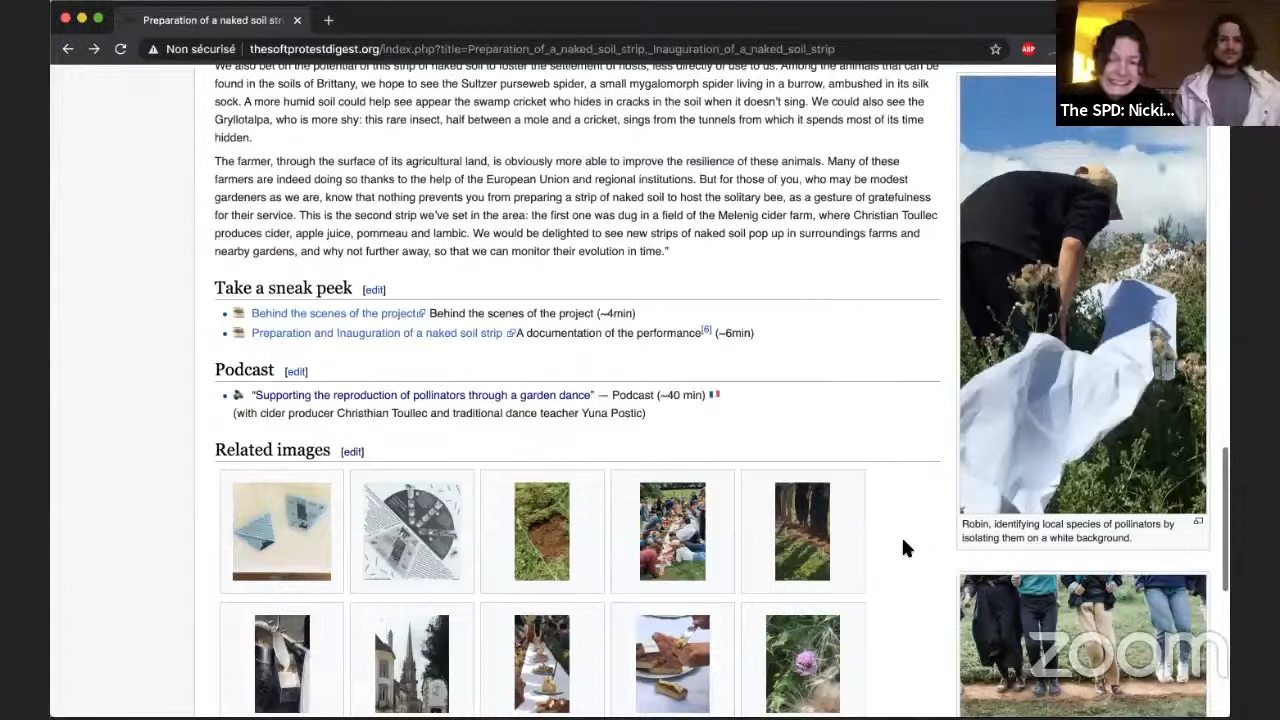 Preparation of a naked soil stri
Non sécurisé
thesoftprotestdigest.org/index.php?title=Preparation_of_a_naked_soil_strip,_Inauguration_of_a_naked_soil_strip
ABP
The SPD: Nicki...
We also bet on the potential of this strip of naked soil to foster the settlement of hosts, less directly of use to us. Among the animals that can be
found in the soils of Brittany, we hope to see the Sultzer purseweb spider, a small mygalomorph spider living in a burrow, ambushed in its silk
sock. A more humid soil could help see appear the swamp cricket who hides in cracks in the soil when it doesn't sing. We could also see the
Gryllotalpa, who is more shy: this rare insect, half between a mole and a cricket, sings from the tunnels from which it spends most of its time
hidden.
The farmer, through the surface of its agricultural land, is obviously more able to improve the resilience of these animals. Many of these
farmers are indeed doing so thanks to the help of the European Union and regional institutions. But for those of you, who may be modest
gardeners as we are, know that nothing prevents you from preparing a strip of naked soil to host the solitary bee, as a gesture of gratefulness
for their service. This is the second strip we've set in the area: the first one was dug in a field of the Melenig cider farm, where Christian Toullec
produces cider, apple juice, pommeau and lambic. We would be delighted to see new strips of naked soil pop up in surroundings farms and
nearby gardens, and why not further away, so that we can monitor their evolution in time."
Take a sneak peek [edit]
Behind the scenes of the project Behind the scenes of the project (~4min)
Preparation and Inauguration of a naked soil strip A documentation of the performance[6] (~6min)
Podcast [edit]
"Supporting the reproduction of pollinators through a garden dance" — Podcast (~40 min)
(with cider producer Christhian Toullec and traditional dance teacher Yuna Postic)
Related images [edit]
Robin, identifying local species of pollinators by
isolating them on a white background.
zoom